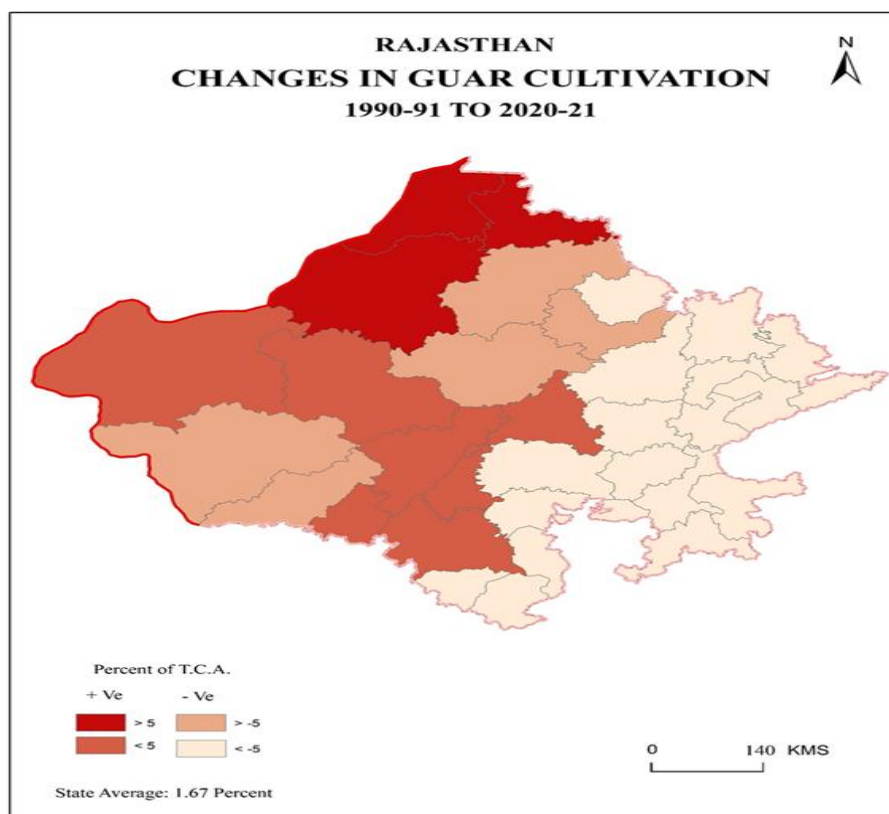 RAJASTHAN
N
CHANGES IN GUAR CULTIVATION
1990-91 TO 2020-21
Percent of T.C.A.
+ Ve - Ve
> 5 > -5
< 5 < -5
0 140 KMS
State Average: 1.67 Percent